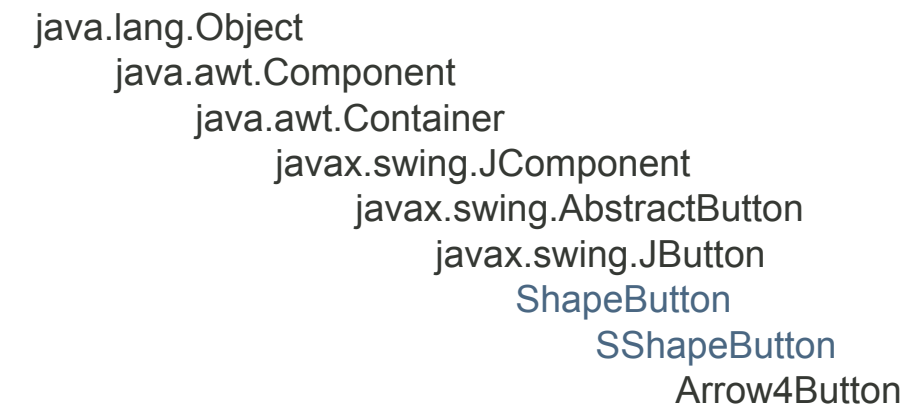 java.lang.Object
java.awt.Component
java.awt.Container
javax.swing.JComponent
javax.swing.AbstractButton
javax.swing.JButton
ShapeButton
SShapeButton
Arrow4Button